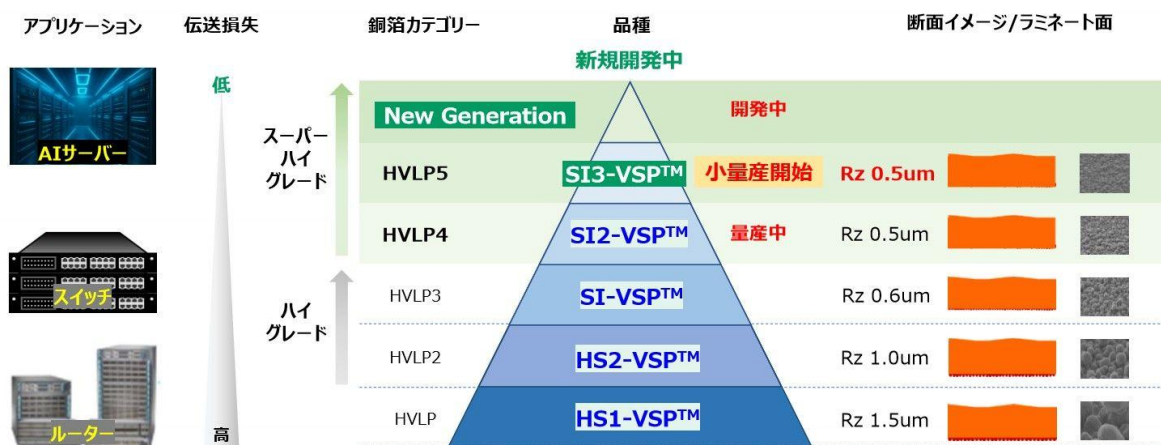 アプリケーション 伝送損失 銅箔カテゴリー 品種 断面イメージ/ラミネート面
新規開発中
低
New Generation 開発中
AIサーバー
スーパー
ハイ
グレード
HVLP5 SI3-VSP™ 小量産開始 Rz 0.5um
HVLP4 SI2-VSP™ 量産中 Rz 0.5um
スイッチ
ハイ
グレード
HVLP3 SI-VSP™ Rz 0.6um
HVLP2 HS2-VSP™ Rz 1.0um
HVLP HS1-VSP™ Rz 1.5um
ルーター
高